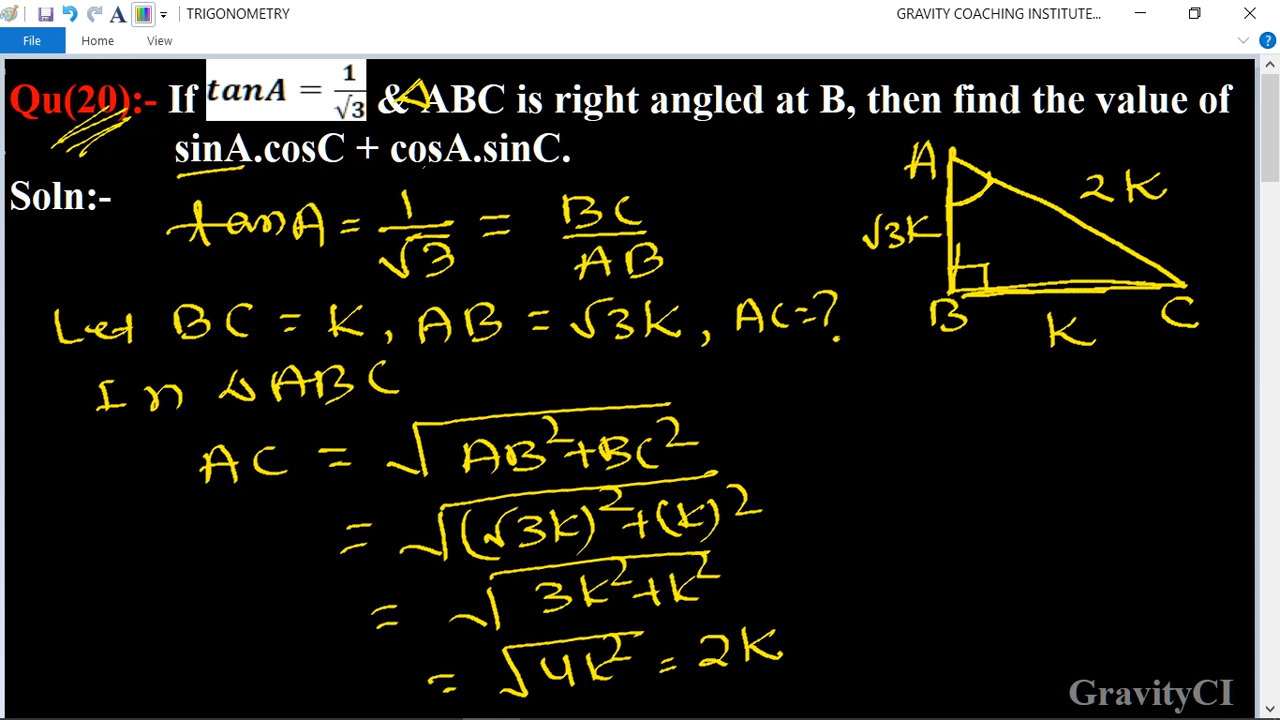 TRIGONOMETRY
GRAVITY COACHING INSTITUTE...
File Home View
Qu(20):- If tanA = 1/√3 & △ABC is right angled at B, then find the value of
sinA.cosC + cosA.sinC.
Soln:-
tanA = 1/√3 = BC/AB
Let BC = K, AB = √3K, AC=?
In △ABC
AC = √(AB²+BC²)
= √((√3K)²+(K)²)
= √(3K²+K²)
= √(4K²) = 2K
A
2K
√3K
B
C
K
GravityCI